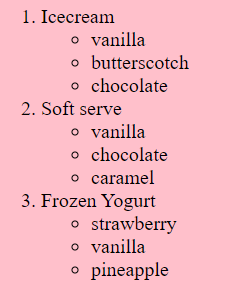 1. Icecream
◦ vanilla
◦ butterscotch
◦ chocolate
2. Soft serve
◦ vanilla
◦ chocolate
◦ caramel
3. Frozen Yogurt
◦ strawberry
◦ vanilla
◦ pineapple